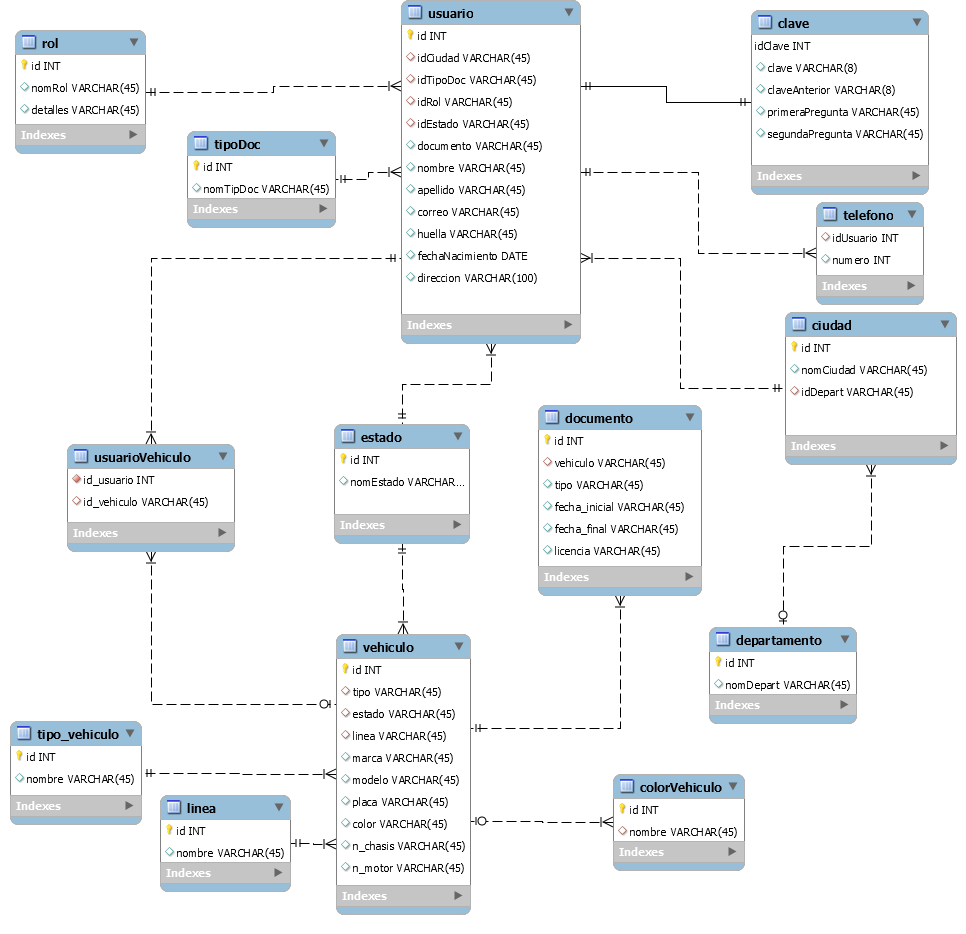 rol
id INT
nomRol VARCHAR(45)
detalles VARCHAR(45)
Indexes
tipoDoc
id INT
nomTipDoc VARCHAR(45)
Indexes
usuario
id INT
idCiudad VARCHAR(45)
idTipoDoc VARCHAR(45)
idRol VARCHAR(45)
idEstado VARCHAR(45)
documento VARCHAR(45)
nombre VARCHAR(45)
apellido VARCHAR(45)
correo VARCHAR(45)
huella VARCHAR(45)
fechaNacimiento DATE
direccion VARCHAR(100)
Indexes
clave
idClave INT
clave VARCHAR(8)
claveAnterior VARCHAR(8)
primeraPregunta VARCHAR(45)
segundaPregunta VARCHAR(45)
Indexes
telefono
idUsuario INT
numero INT
Indexes
ciudad
id INT
nomCiudad VARCHAR(45)
idDepart VARCHAR(45)
Indexes
usuarioVehiculo
id_usuario INT
id_vehiculo VARCHAR(45)
Indexes
estado
id INT
nomEstado VARCHAR...
Indexes
documento
id INT
vehiculo VARCHAR(45)
tipo VARCHAR(45)
fecha_inicial VARCHAR(45)
fecha_final VARCHAR(45)
licencia VARCHAR(45)
Indexes
departamento
id INT
nomDepart VARCHAR(45)
Indexes
vehiculo
id INT
tipo VARCHAR(45)
estado VARCHAR(45)
linea VARCHAR(45)
marca VARCHAR(45)
modelo VARCHAR(45)
placa VARCHAR(45)
color VARCHAR(45)
n_chasis VARCHAR(45)
n_motor VARCHAR(45)
Indexes
tipo_vehiculo
id INT
nombre VARCHAR(45)
Indexes
linea
id INT
nombre VARCHAR(45)
Indexes
colorVehiculo
id INT
nombre VARCHAR(45)
Indexes